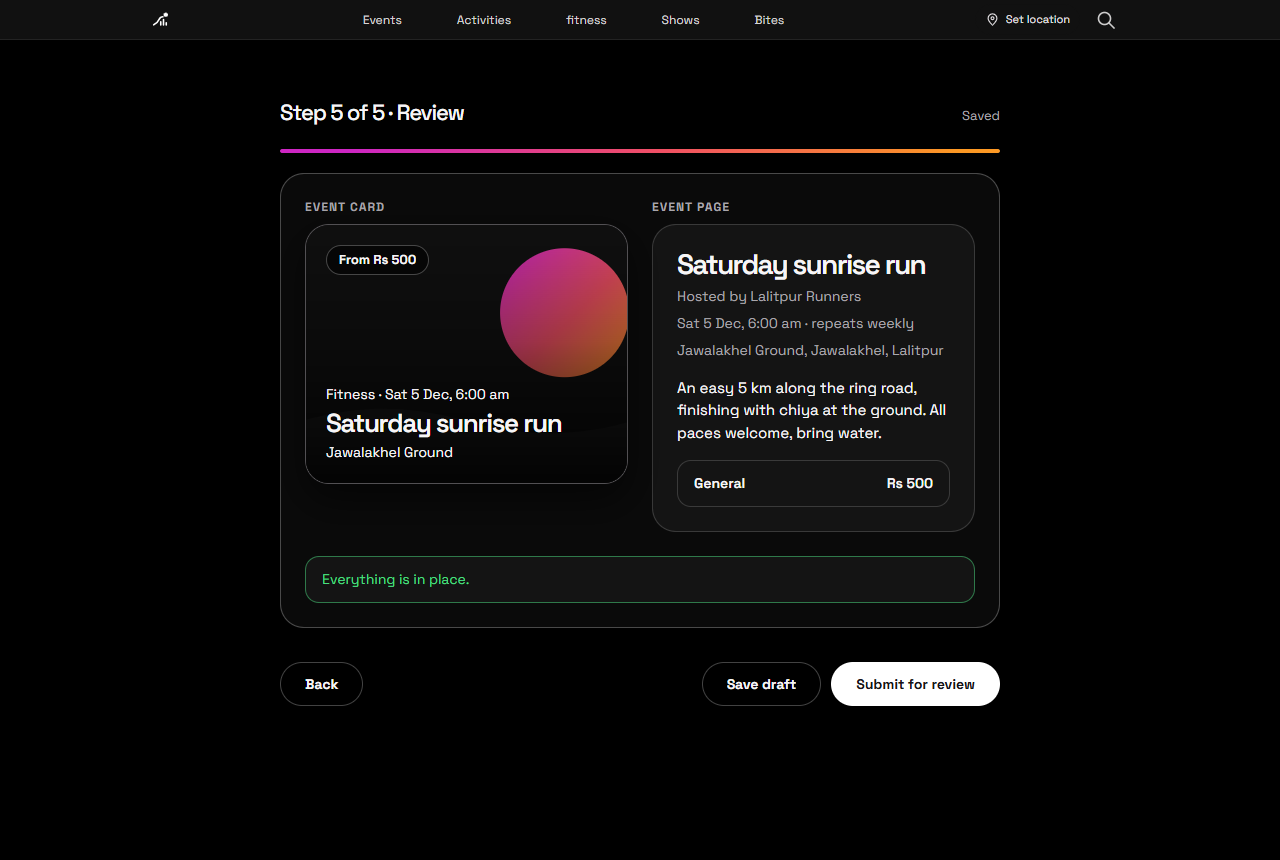 Events
Activities
fitness
Shows
Bites
Set location
Step 5 of 5 · Review
Saved
EVENT CARD
From Rs 500
Fitness · Sat 5 Dec, 6:00 am
Saturday sunrise run
Jawalakhel Ground
EVENT PAGE
Saturday sunrise run
Hosted by Lalitpur Runners
Sat 5 Dec, 6:00 am · repeats weekly
Jawalakhel Ground, Jawalakhel, Lalitpur
An easy 5 km along the ring road,
finishing with chiya at the ground. All
paces welcome, bring water.
General
Rs 500
Everything is in place.
Back
Save draft
Submit for review